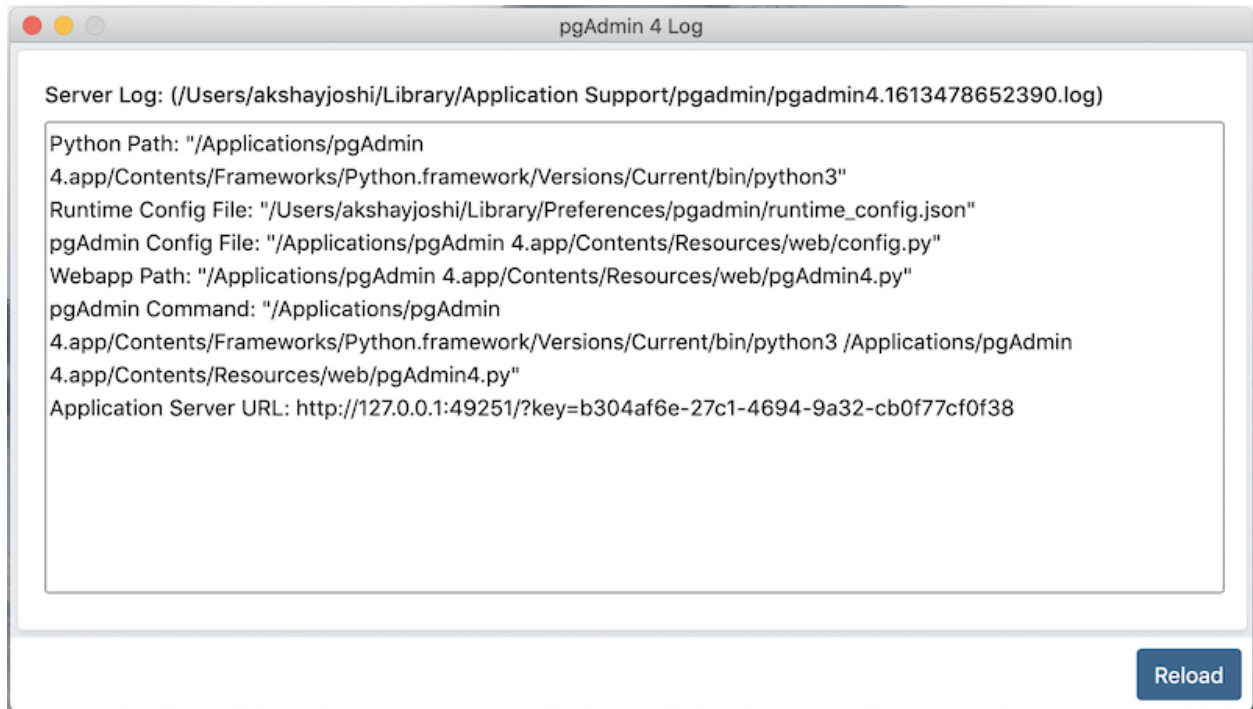 pgAdmin 4 Log
Server Log: (/Users/akshayjoshi/Library/Application Support/pgadmin/pgadmin4.1613478652390.log)
Python Path: "/Applications/pgAdmin
4.app/Contents/Frameworks/Python.framework/Versions/Current/bin/python3"
Runtime Config File: "/Users/akshayjoshi/Library/Preferences/pgadmin/runtime_config.json"
pgAdmin Config File: "/Applications/pgAdmin 4.app/Contents/Resources/web/config.py"
Webapp Path: "/Applications/pgAdmin 4.app/Contents/Resources/web/pgAdmin4.py"
pgAdmin Command: "/Applications/pgAdmin
4.app/Contents/Frameworks/Python.framework/Versions/Current/bin/python3 /Applications/pgAdmin
4.app/Contents/Resources/web/pgAdmin4.py"
Application Server URL: http://127.0.0.1:49251/?key=b304af6e-27c1-4694-9a32-cb0f77cf0f38
Reload